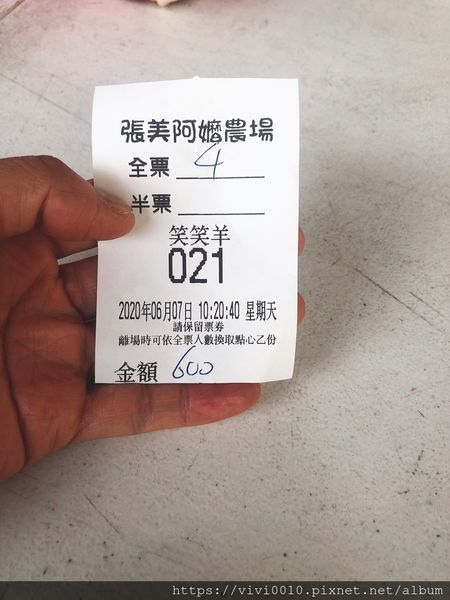 張美阿嬤農場
全票 4
半票
笑笑羊
021
2020年06月07日 10:20:40 星期天
請保留票券
離場時可依全票人數換取點心乙份
金額 600
https://vivi0010.pixnet.net/album